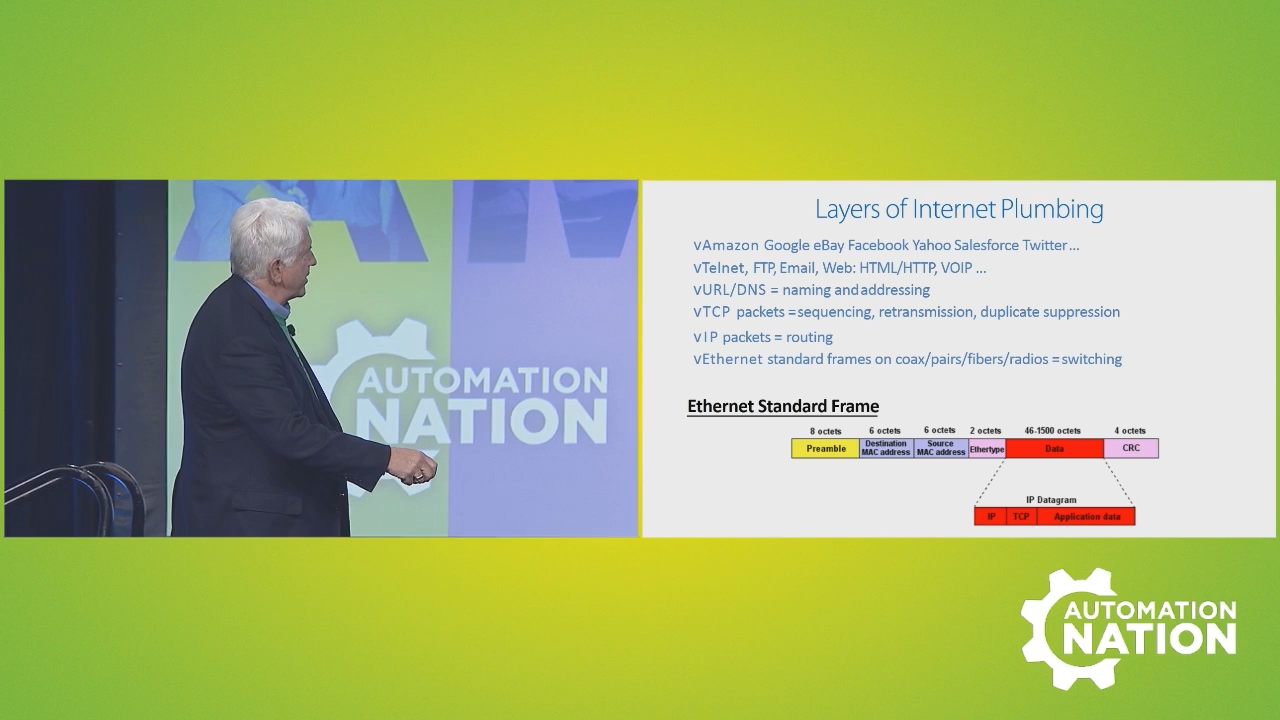 AM
AUTOMATION
NATION
Layers of Internet Plumbing
vAmazon Google eBay Facebook Yahoo Salesforce Twitter...
vTelnet, FTP, Email, Web: HTML/HTTP, VOIP ...
vURL/DNS = naming and addressing
vTCP packets = sequencing, retransmission, duplicate suppression
vIP packets = routing
vEthernet standard frames on coax/pairs/fibers/radios = switching
Ethernet Standard Frame
8 octets 6 octets 6 octets 2 octets 46-1500 octets 4 octets
Preamble Destination MAC address Source MAC address Ethertype Data CRC
IP Datagram
IP TCP Application data
AUTOMATION
NATION